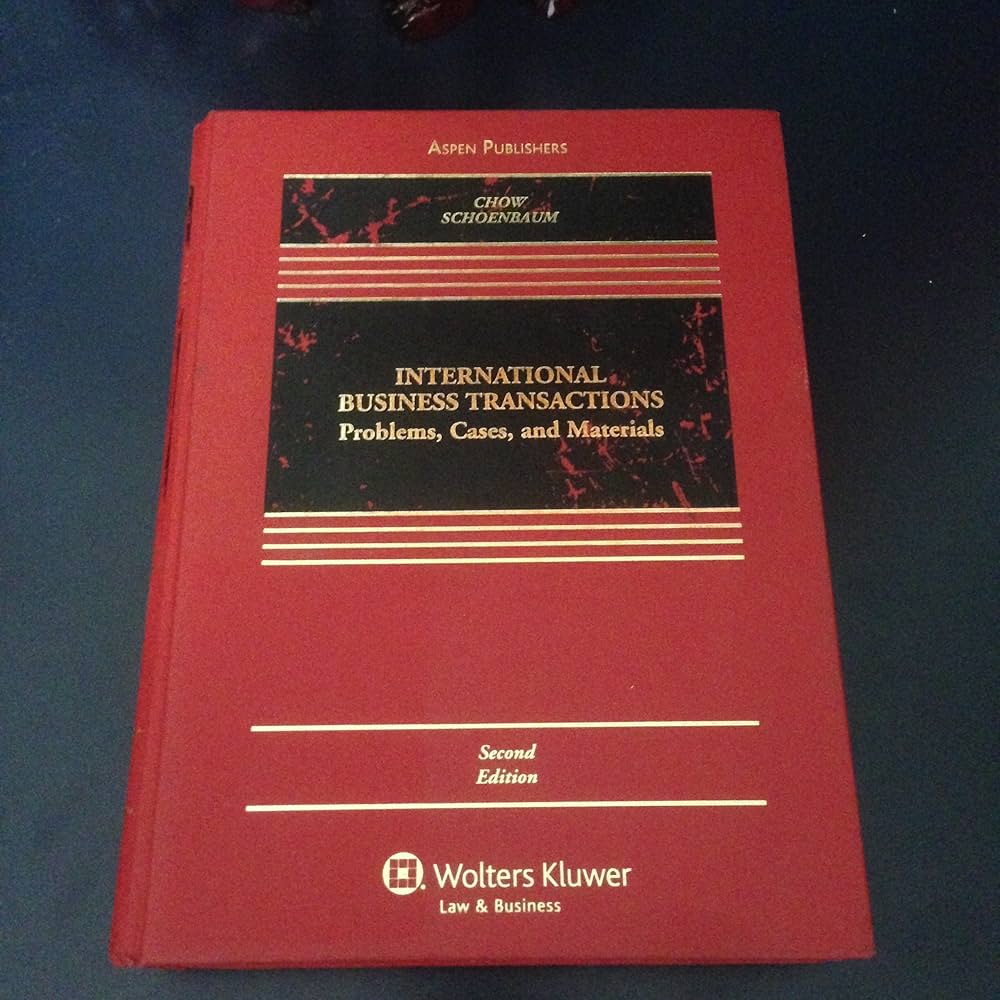 ASPEN PUBLISHERS
CHOW
SCHOENBAUM
INTERNATIONAL
BUSINESS TRANSACTIONS
Problems, Cases, and Materials
Second
Edition
Wolters Kluwer
Law & Business